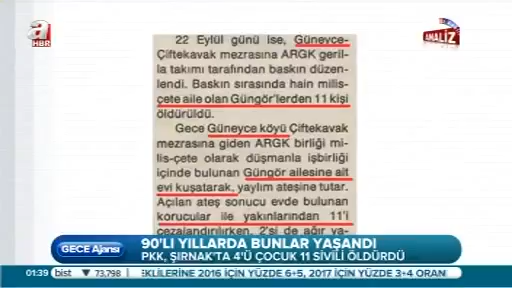 a
HBR
ANALİZ
22 Eylül günü ise, Güneyce-
Çiftekavak mezrasına ARGK geril-
la takımı tarafından baskın düzen-
lendi. Baskın sırasında hain milis-
çete aile olan Güngör'lerden 11 kişi
öldürüldü.
Gece Güneyce köyü Çiftekavak
mezrasına giden ARGK birliği mi-
lis-çete olarak düşmanla işbirliği
içinde bulunan Güngör ailesine ait
evi kuşatarak, yaylım ateşine tutar.
Açılan ateş sonucu evde bulunan
korucular ile yakınlarından 11'i
cezalandırılırken, 2'si de ağır ya-
GECE Ajansı
90'LI YILLARDA BUNLAR YAŞANDI
PKK, ŞIRNAK'TA 4'Ü ÇOCUK 11 SİVİLİ ÖLDÜRDÜ
01:39 bist ▼ 73,798 EKONOMİ - 2016 İÇİN YÜZDE 6+5, 2017 İÇİN YÜZDE 3+4 ORANI